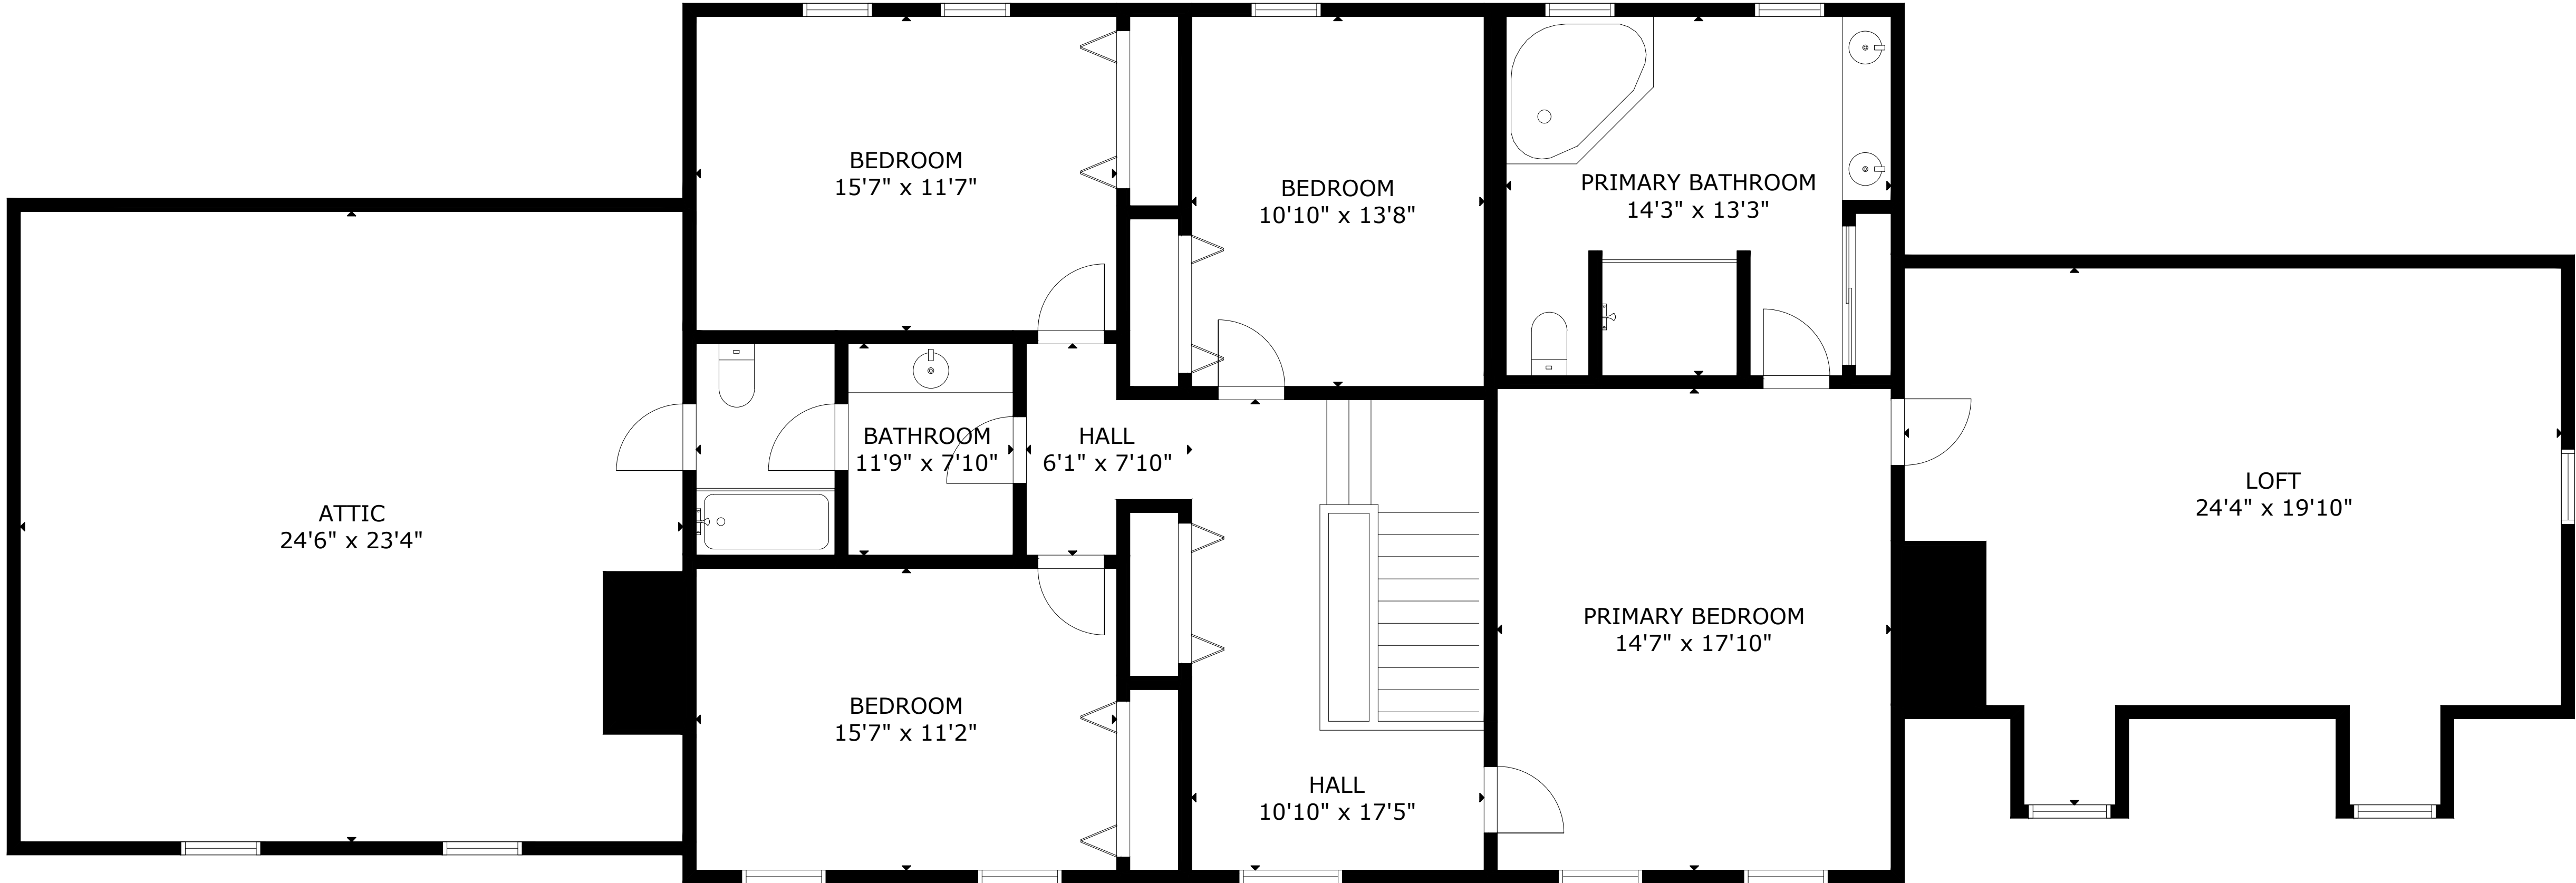 BEDROOM
15'7" x 11'7"
BEDROOM
10'10" x 13'8"
PRIMARY BATHROOM
14'3" x 13'3"
ATTIC
24'6" x 23'4"
BATHROOM
11'9" x 7'10"
HALL
6'1" x 7'10"
LOFT
24'4" x 19'10"
PRIMARY BEDROOM
14'7" x 17'10"
BEDROOM
15'7" x 11'2"
HALL
10'10" x 17'5"